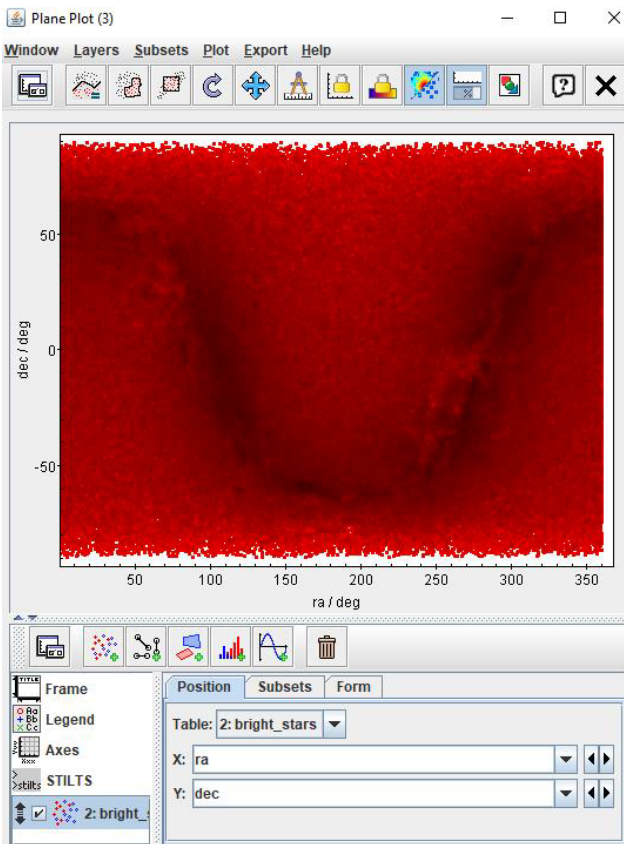 Plane Plot (3)
Window Layers Subsets Plot Export Help
50
0
-50
dec / deg
50 100 150 200 250 300 350
ra / deg
Frame
Legend
Axes
STILTS
2: bright_s
Position Subsets Form
Table: 2: bright_stars
X: ra
Y: dec